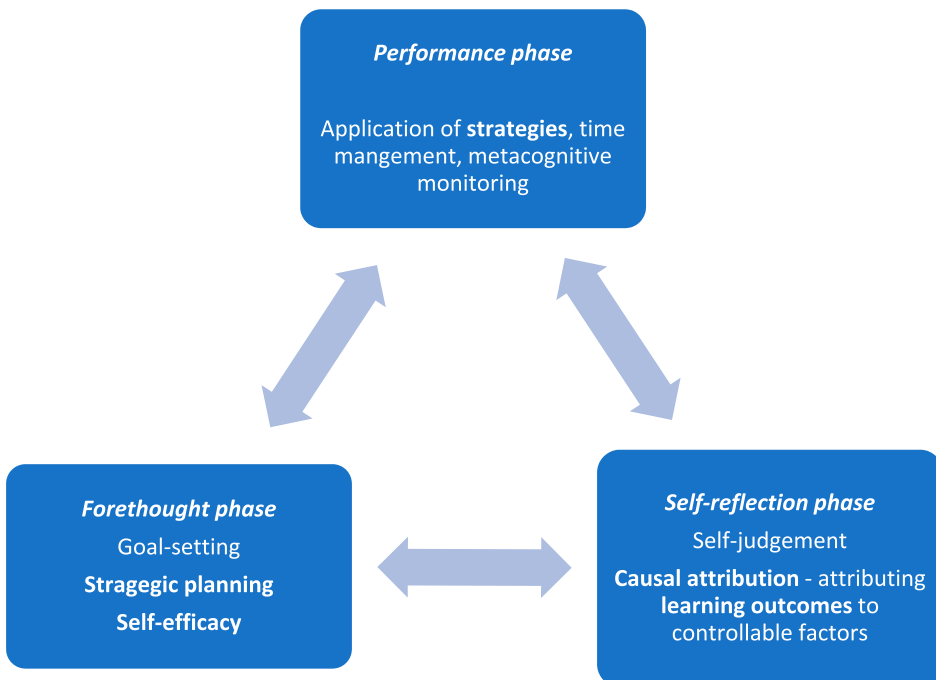 Performance phase
Application of strategies, time
mangement, metacognitive
monitoring
Forethought phase
Goal-setting
Stragegic planning
Self-efficacy
Self-reflection phase
Self-judgement
Causal attribution - attributing
learning outcomes to
controllable factors